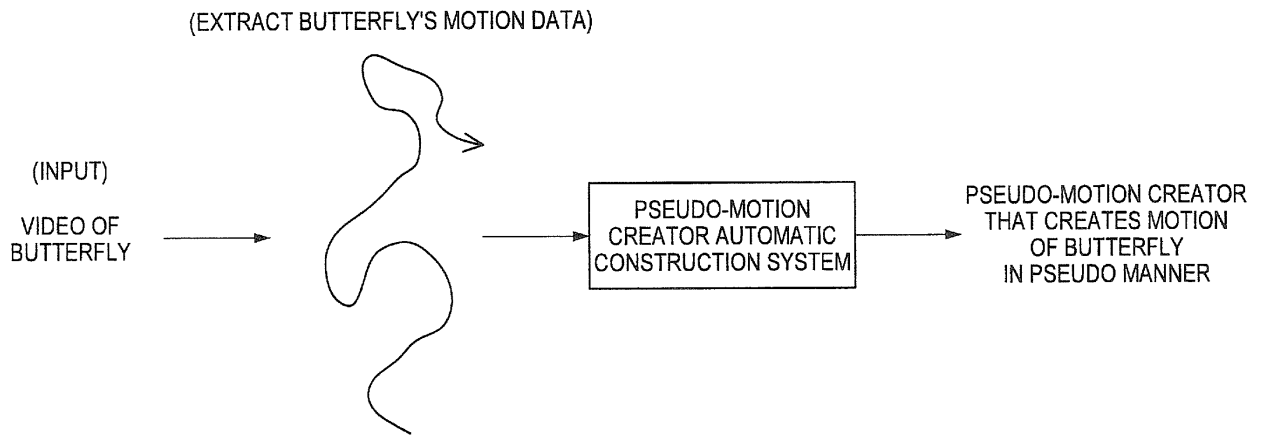 (EXTRACT BUTTERFLY'S MOTION DATA)
(INPUT)
VIDEO OF
BUTTERFLY
PSEUDO-MOTION
CREATOR AUTOMATIC
CONSTRUCTION SYSTEM
PSEUDO-MOTION CREATOR
THAT CREATES MOTION
OF BUTTERFLY
IN PSEUDO MANNER